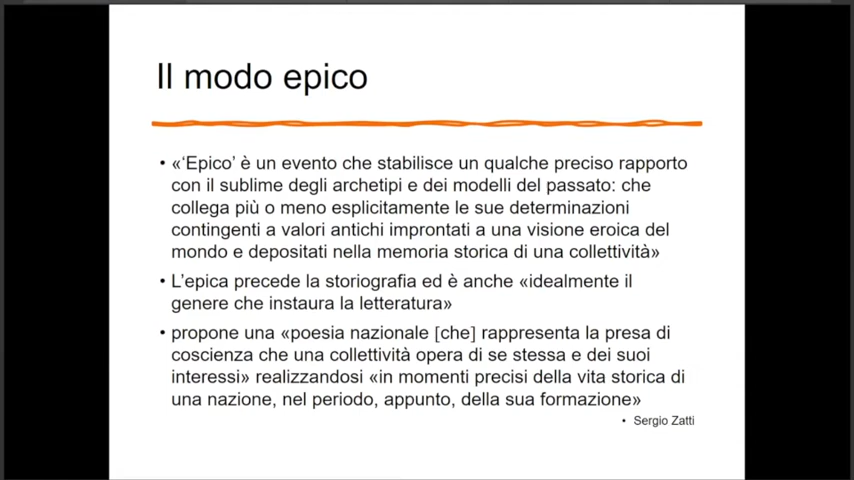 Il modo epico
• «‘Epico’ è un evento che stabilisce un qualche preciso rapporto
con il sublime degli archetipi e dei modelli del passato: che
collega più o meno esplicitamente le sue determinazioni
contingenti a valori antichi improntati a una visione eroica del
mondo e depositati nella memoria storica di una collettività»
• L’epica precede la storiografia ed è anche «idealmente il
genere che instaura la letteratura»
• propone una «poesia nazionale [che] rappresenta la presa di
coscienza che una collettività opera di se stessa e dei suoi
interessi» realizzandosi «in momenti precisi della vita storica di
una nazione, nel periodo, appunto, della sua formazione»
• Sergio Zatti